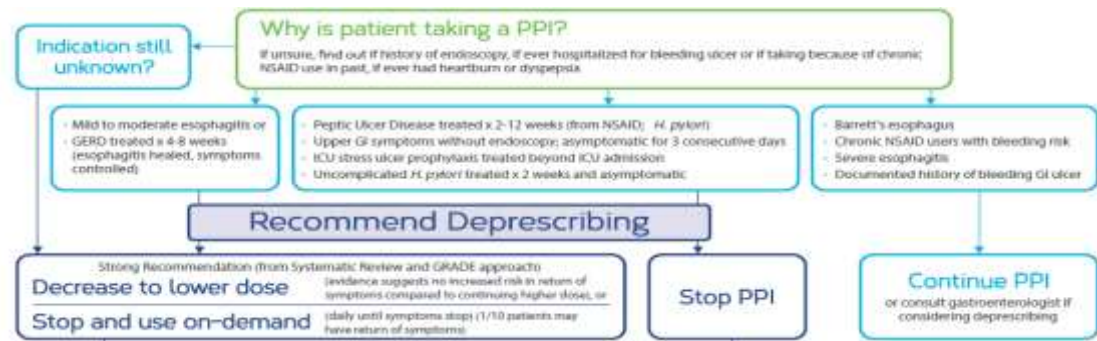 Why is patient taking a PPI?
If unsure, find out if history of endoscopy, if ever hospitalized for bleeding ulcer or if taking because of chronic
NSAID use in past, if ever had heartburn or dyspepsia
Indication still
unknown?
- Mild to moderate esophagitis or
- GERD treated x 4-8 weeks
(esophagitis healed, symptoms
controlled)
- Peptic Ulcer Disease treated x 2-12 weeks (from NSAID; H. pylori)
- Upper GI symptoms without endoscopy; asymptomatic for 3 consecutive days
- ICU stress ulcer prophylaxis treated beyond ICU admission
- Uncomplicated H. pylori treated x 2 weeks and asymptomatic
- Barrett's esophagus
- Chronic NSAID users with bleeding risk
- Severe esophagitis
- Documented history of bleeding GI ulcer
Recommend Deprescribing
Strong Recommendation (from Systematic Review and GRADE approach)
Decrease to lower dose (evidence suggests no increased risk in return of
symptoms compared to continuing higher dose), or
Stop and use on-demand (daily until symptoms stop) (1/10 patients may
have return of symptoms)
Stop PPI
Continue PPI
or consult gastroenterologist if
considering deprescribing